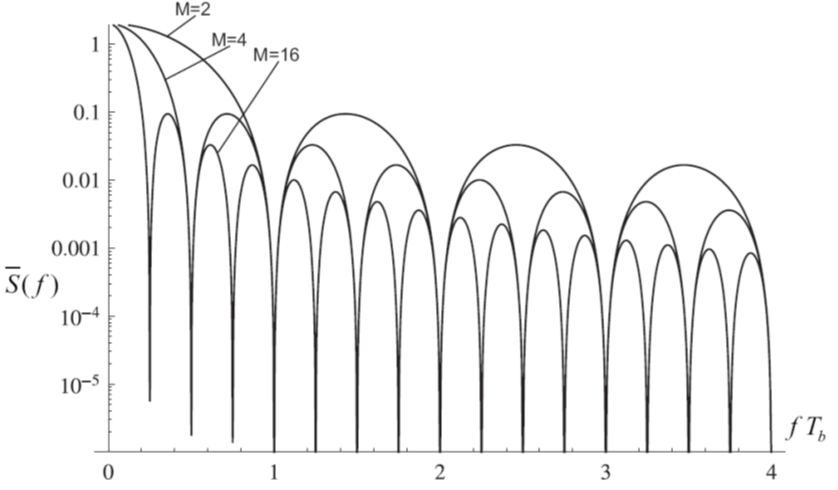 M=2
M=4
M=16
1
0.1
0.01
0.001
S̅(f)
10⁻⁴
10⁻⁵
f T_b
0 1 2 3 4